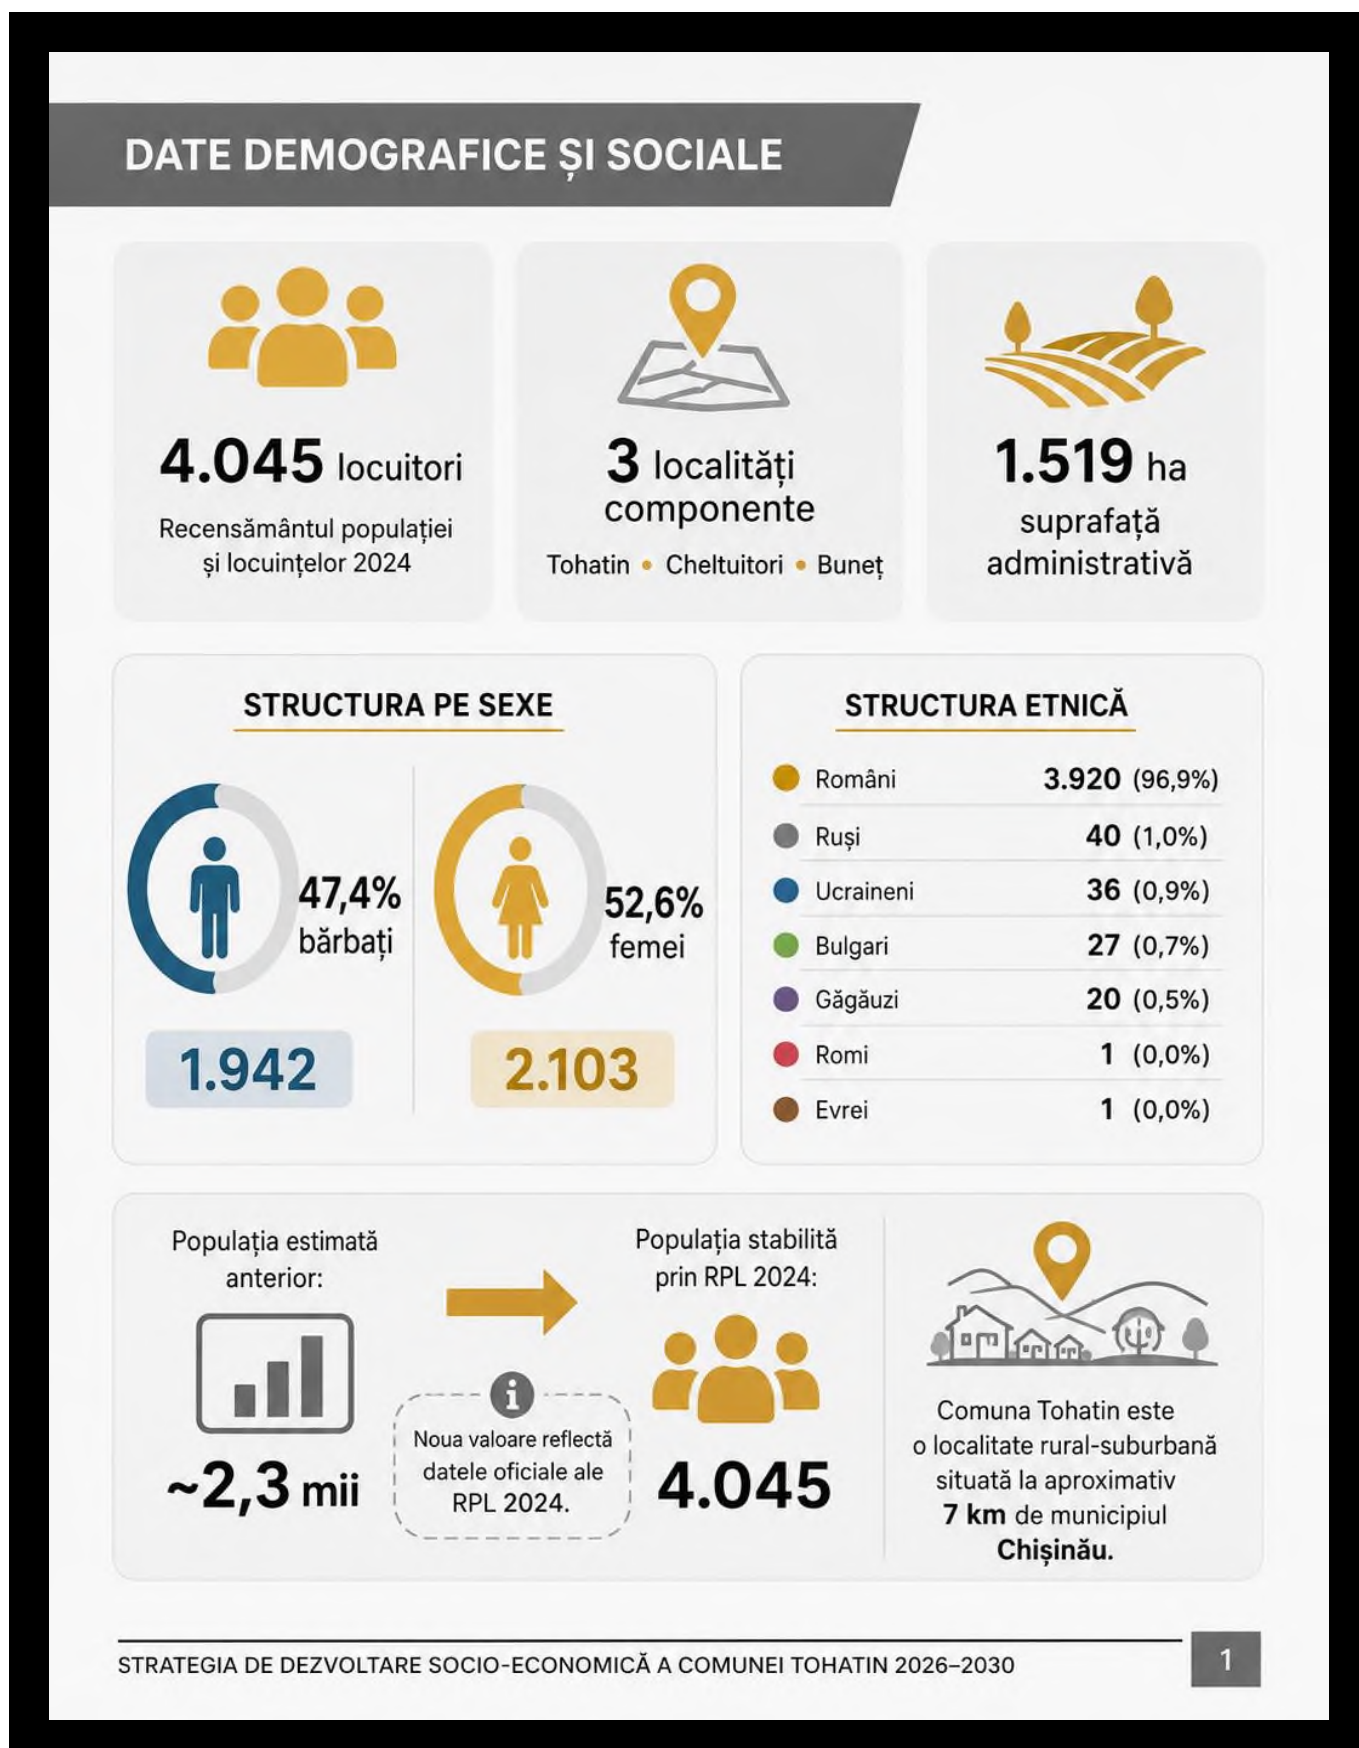 DATE DEMOGRAFICE ȘI SOCIALE
4.045 locuitori
Recensământul populației
și locuințelor 2024
3 localități
componente
Tohatin • Cheltuitori • Buneț
1.519 ha
suprafață
administrativă
STRUCTURA PE SEXE
47,4%
bărbați
1.942
52,6%
femei
2.103
STRUCTURA ETNICĂ
Români 3.920 (96,9%)
Ruși 40 (1,0%)
Ucraineni 36 (0,9%)
Bulgari 27 (0,7%)
Găgăuzi 20 (0,5%)
Romi 1 (0,0%)
Evrei 1 (0,0%)
Populația estimată
anterior:
~2,3 mii
i
Noua valoare reflectă
datele oficiale ale
RPL 2024.
Populația stabilită
prin RPL 2024:
4.045
Comuna Tohatin este
o localitate rural-suburbană
situată la aproximativ
7 km de municipiul
Chișinău.
STRATEGIA DE DEZVOLTARE SOCIO-ECONOMICĂ A COMUNEI TOHATIN 2026–2030
1